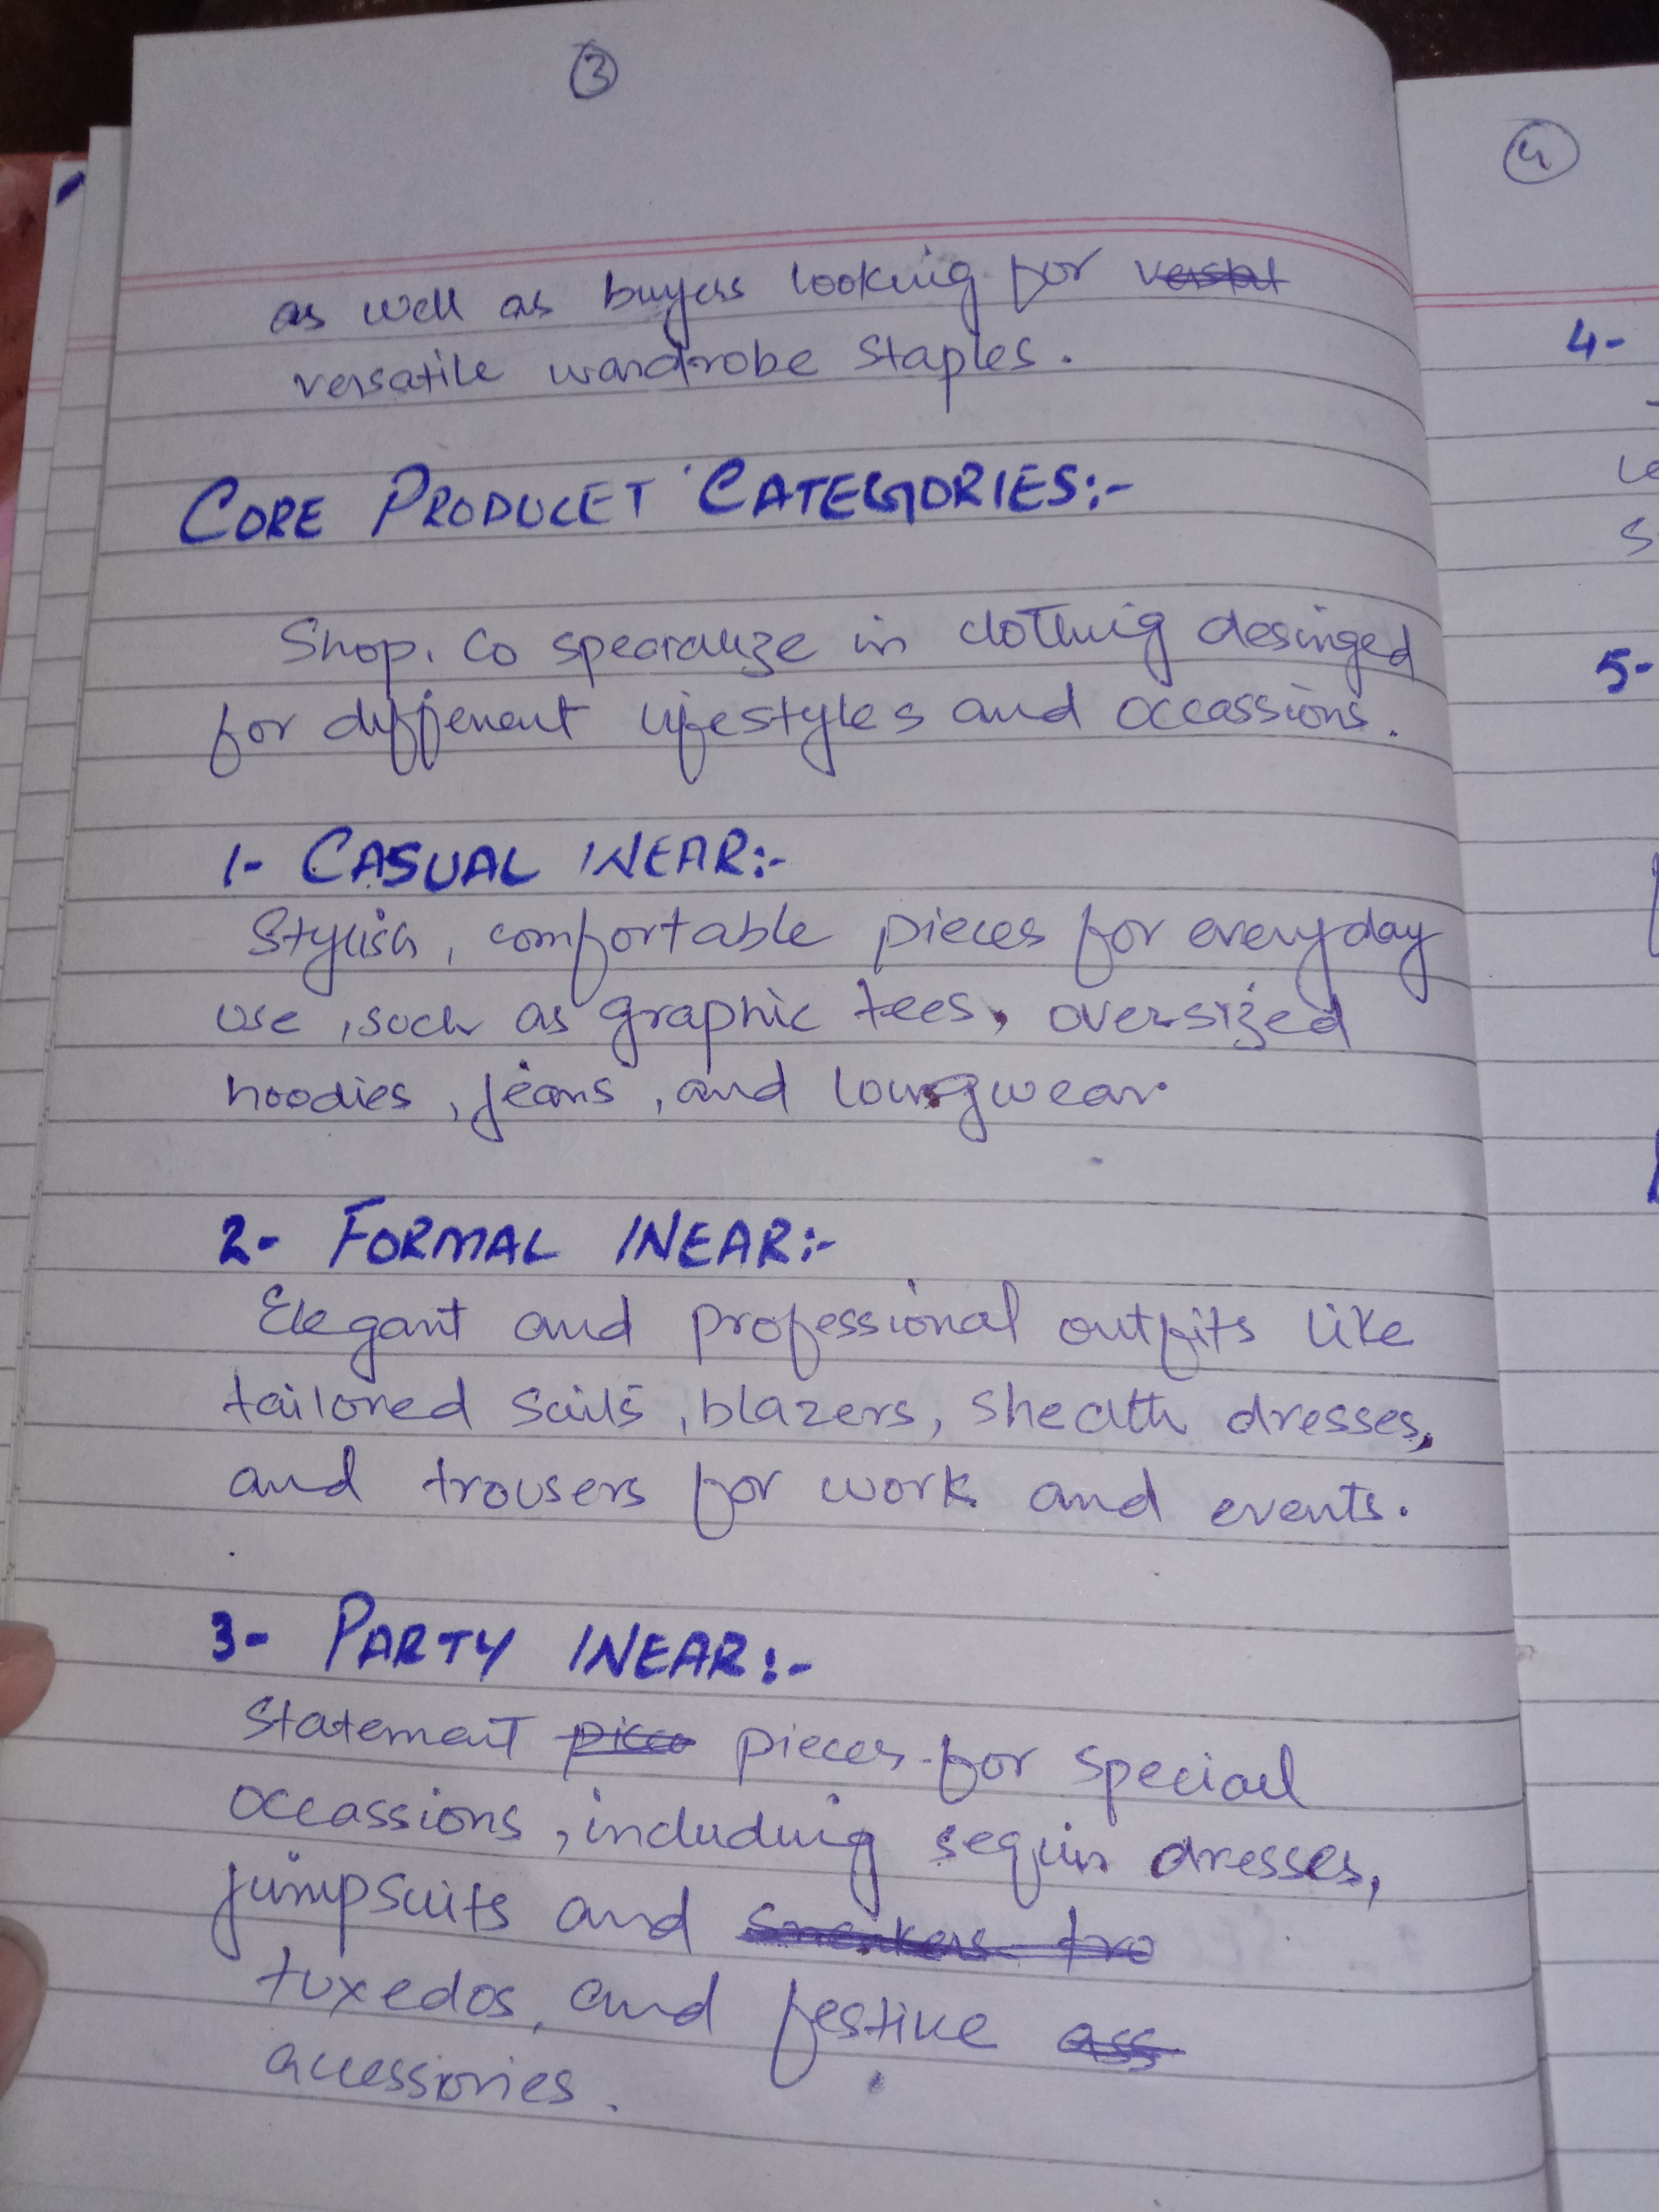 3
as well as buyers looking for versat
versatile wardrobe staples.
CORE PRODUCET CATEGORIES:-
Shop.Co spearalize in clothing desinged
for different lifestyles and occassions.
1- CASUAL WEAR:-
Stylish, comfortable pieces for everyday
use, such as graphic tees, oversized
hoodies, jeans, and loungwear.
2- FORMAL WEAR:-
Elegant and professional outfits like
tailored suits, blazers, sheath dresses,
and trousers for work and events.
3- PARTY WEAR:-
Statement piece pieces for special
occassions, including sequin dresses,
jumpsuits and sneakers tro
tuxedos, and festive ass
accessiories.
4
4-
5-